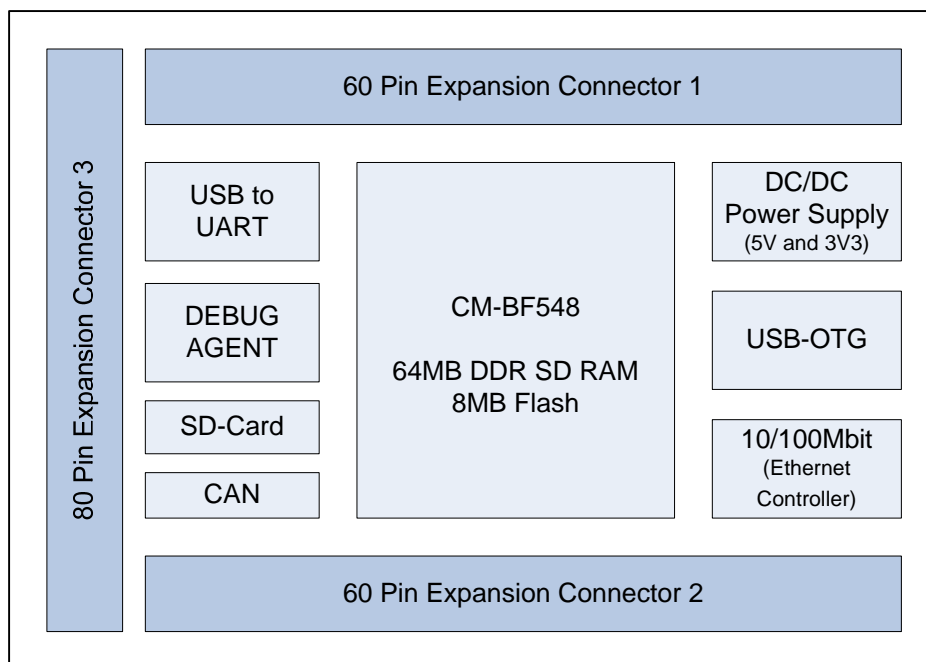 60 Pin Expansion Connector 1
80 Pin Expansion Connector 3
USB to
UART
DEBUG
AGENT
SD-Card
CAN
CM-BF548
64MB DDR SD RAM
8MB Flash
DC/DC
Power Supply
(5V and 3V3)
USB-OTG
10/100Mbit
(Ethernet
Controller)
60 Pin Expansion Connector 2